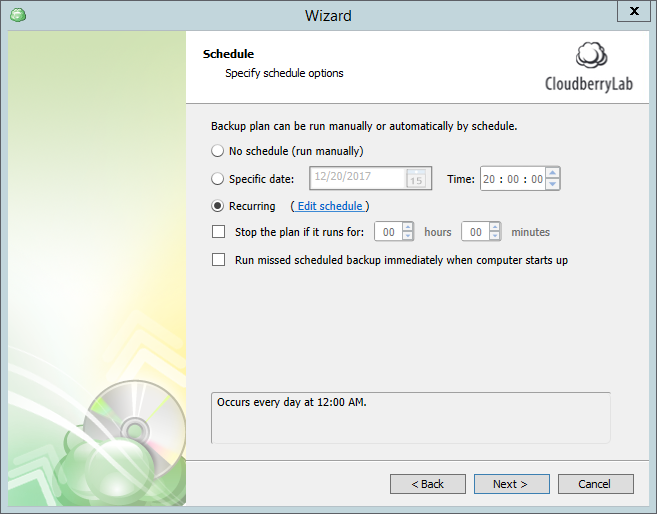 Wizard
x
Schedule
Specify schedule options
CloudberryLab
Backup plan can be run manually or automatically by schedule.
No schedule (run manually)
Specific date: 12/20/2017 15 Time: 20 : 00 : 00
Recurring ( Edit schedule )
Stop the plan if it runs for: 00 hours 00 minutes
Run missed scheduled backup immediately when computer starts up
Occurs every day at 12:00 AM.
< Back Next > Cancel